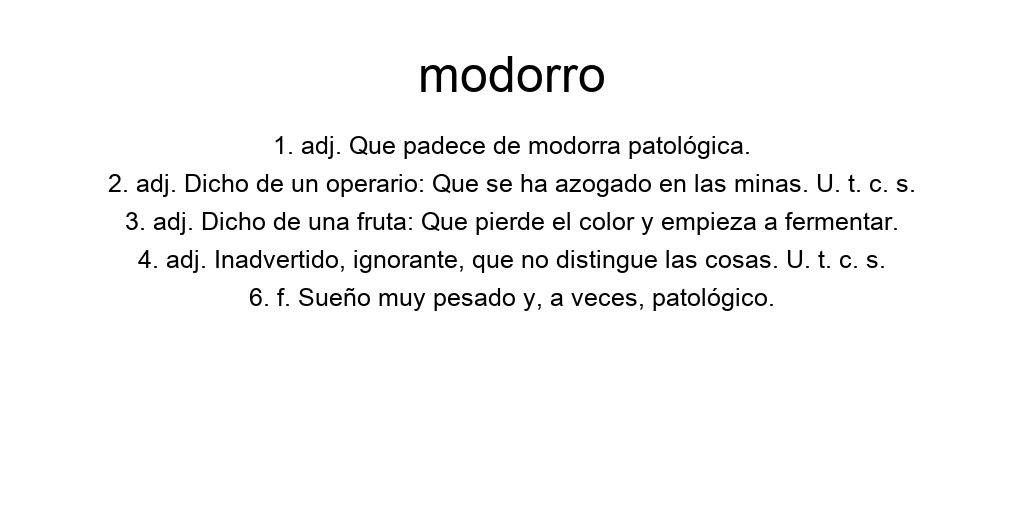 modorro
1. adj. Que padece de modorra patológica.
2. adj. Dicho de un operario: Que se ha azogado en las minas. U. t. c. s.
3. adj. Dicho de una fruta: Que pierde el color y empieza a fermentar.
4. adj. Inadvertido, ignorante, que no distingue las cosas. U. t. c. s.
6. f. Sueño muy pesado y, a veces, patológico.